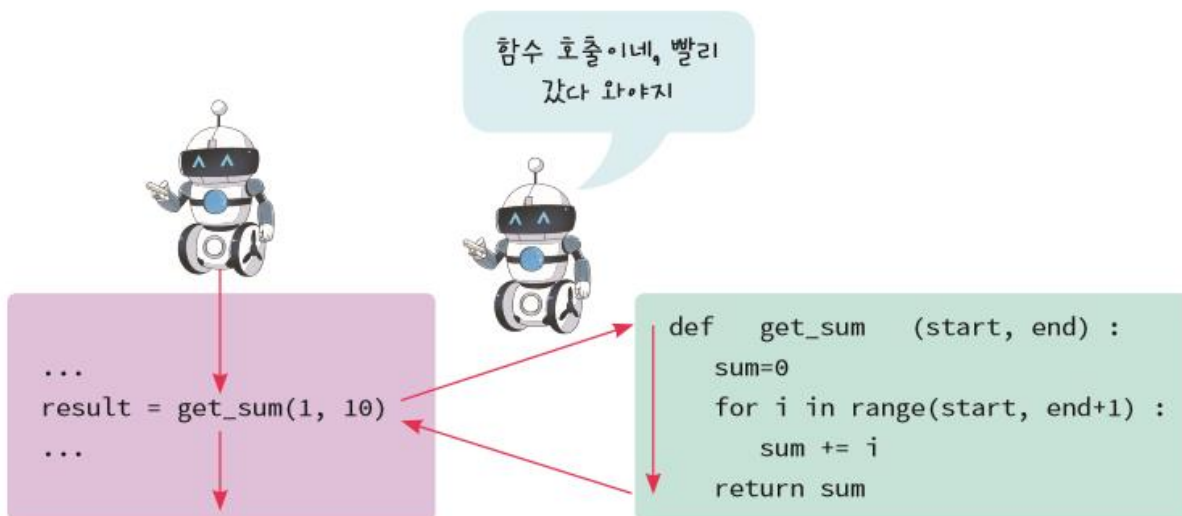 함수 호출이네, 빨리
갔다 와야지
...
result = get_sum(1, 10)
...
def get_sum (start, end) :
sum=0
for i in range(start, end+1) :
sum += i
return sum